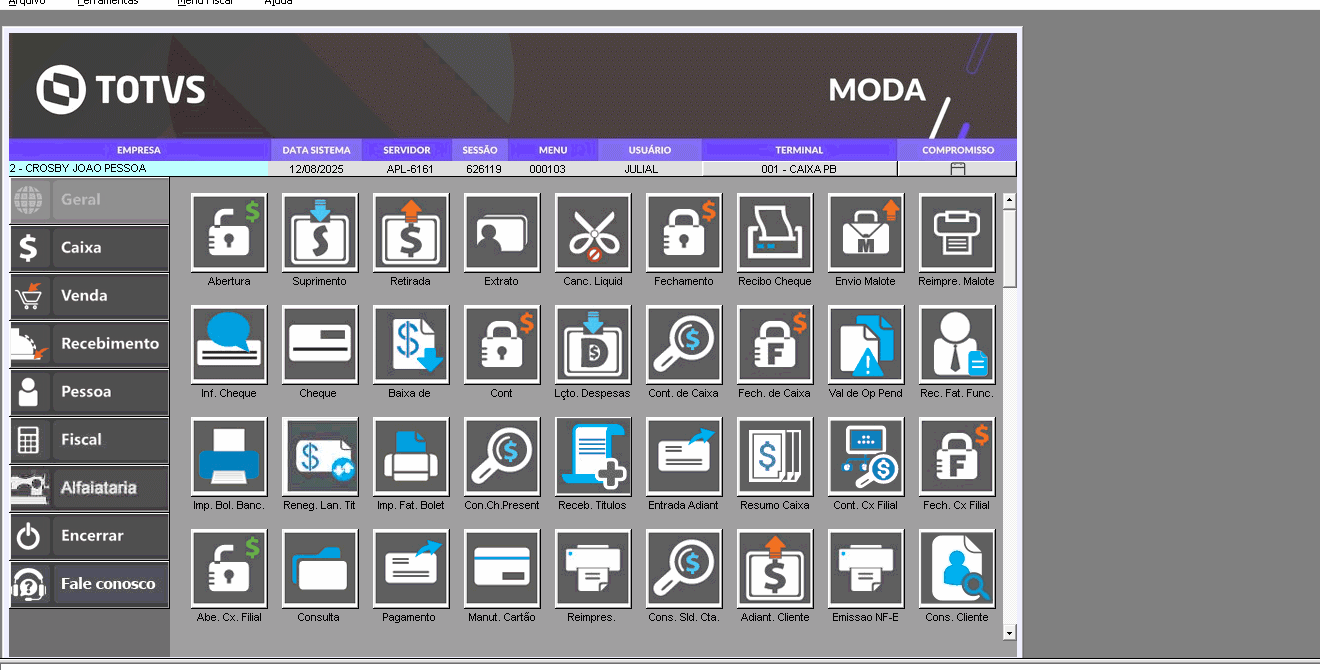 Arquivo Ferramentas Menu Fiscal Ajuda
TOTVS
MODA
EMPRESA DATA SISTEMA SERVIDOR SESSÃO MENU USUÁRIO TERMINAL COMPROMISSO
2 - CROSBY JOAO PESSOA 12/08/2025 APL-6161 626119 000103 JULIAL 001 - CAIXA PB
Geral
Caixa
Venda
Recebimento
Pessoa
Fiscal
Alfaiataria
Encerrar
Fale conosco
Abertura Suprimento Retirada Extrato Canc. Liquid Fechamento Recibo Cheque Envio Malote Reimpre. Malote
Inf. Cheque Cheque Baixa de Cont Lçto. Despesas Cont. de Caixa Fech. de Caixa Val de Op Pend Rec. Fat. Func.
Imp. Bol. Banc. Reneg. Lan. Tit Imp. Fat. Bolet Con.Ch.Present Receb. Titulos Entrada Adiant Resumo Caixa Cont. Cx Filial Fech. Cx Filial
Abe. Cx. Filial Consulta Pagamento Manut. Cartão Reimpres. Cons. Sld. Cta. Adiant. Cliente Emissao NF-E Cons. Cliente